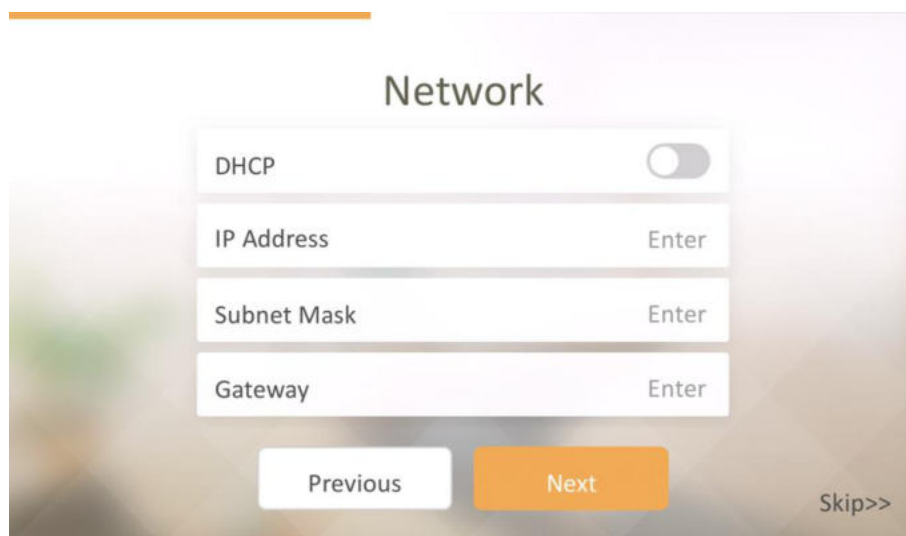 Network
DHCP
IP Address Enter
Subnet Mask Enter
Gateway Enter
Previous Next
Skip>>